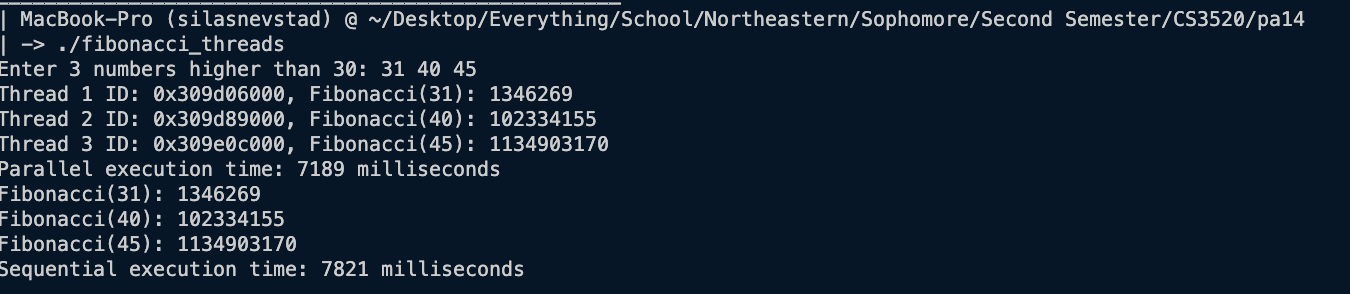 | MacBook-Pro (silasnevstad) @ ~/Desktop/Everything/School/Northeastern/Sophomore/Second Semester/CS3520/pa14
| -> ./fibonacci_threads
Enter 3 numbers higher than 30: 31 40 45
Thread 1 ID: 0x309d06000, Fibonacci(31): 1346269
Thread 2 ID: 0x309d89000, Fibonacci(40): 102334155
Thread 3 ID: 0x309e0c000, Fibonacci(45): 1134903170
Parallel execution time: 7189 milliseconds
Fibonacci(31): 1346269
Fibonacci(40): 102334155
Fibonacci(45): 1134903170
Sequential execution time: 7821 milliseconds